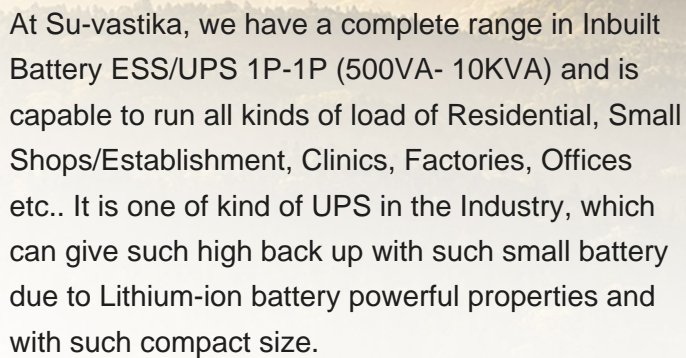 At Su-vastika, we have a complete range in Inbuilt
Battery ESS/UPS 1P-1P (500VA- 10KVA) and is
capable to run all kinds of load of Residential, Small
Shops/Establishment, Clinics, Factories, Offices
etc.. It is one of kind of UPS in the Industry, which
can give such high back up with such small battery
due to Lithium-ion battery powerful properties and
with such compact size.